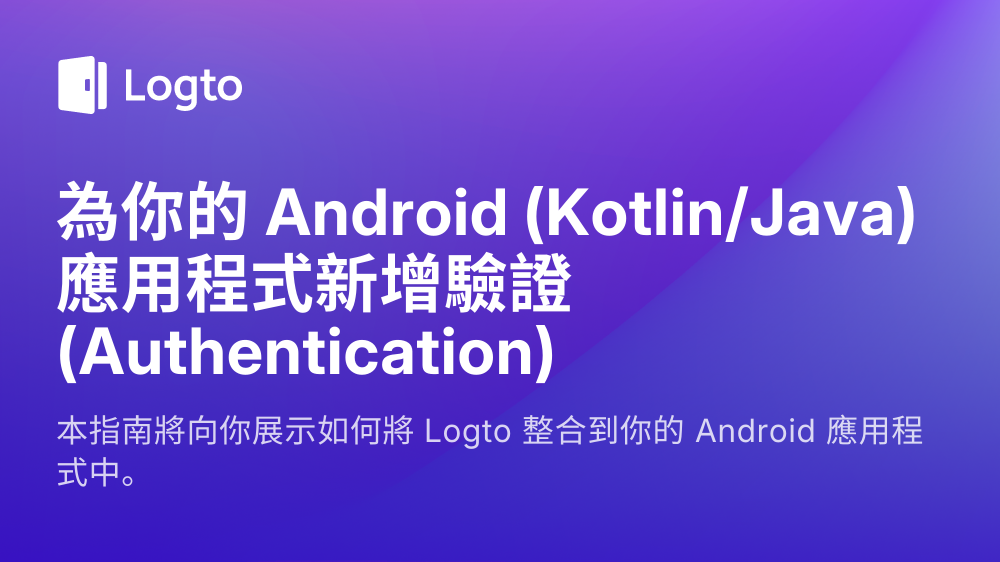 Logto
為你的 Android (Kotlin/Java)
應用程式新增驗證
(Authentication)
本指南將向你展示如何將 Logto 整合到你的 Android 應用程
式中。